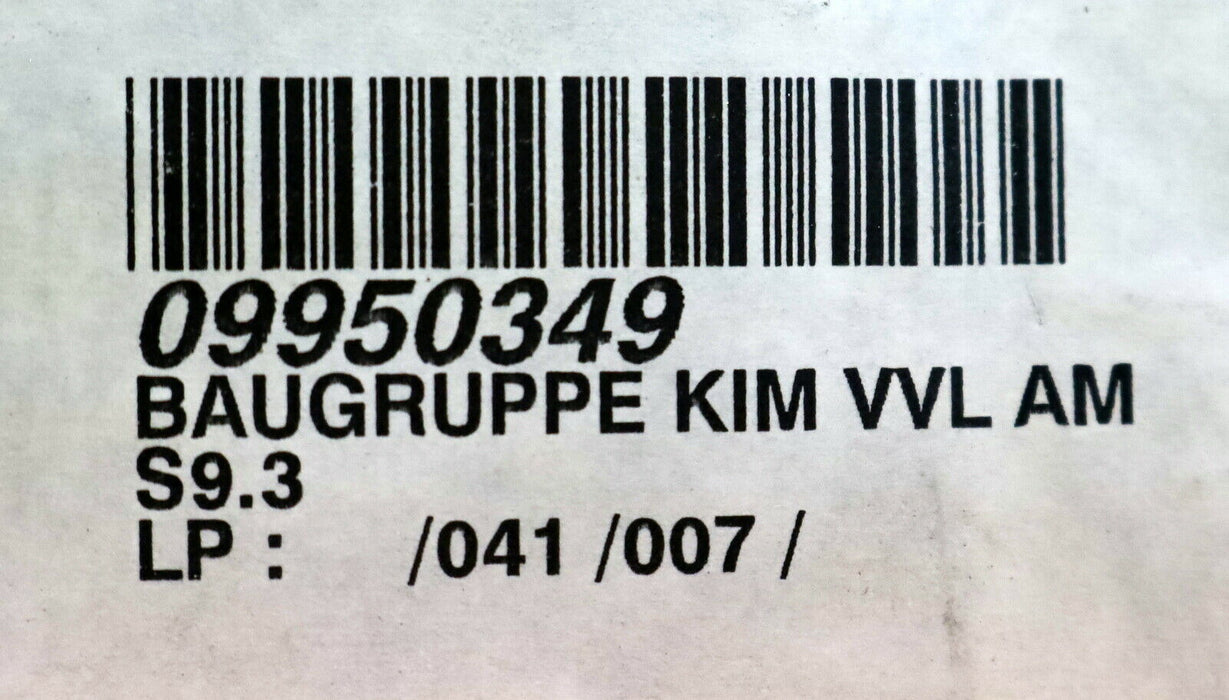 09950349
BAUGRUPPE KIM VVL AM
S9.3
LP : /041 /007 /